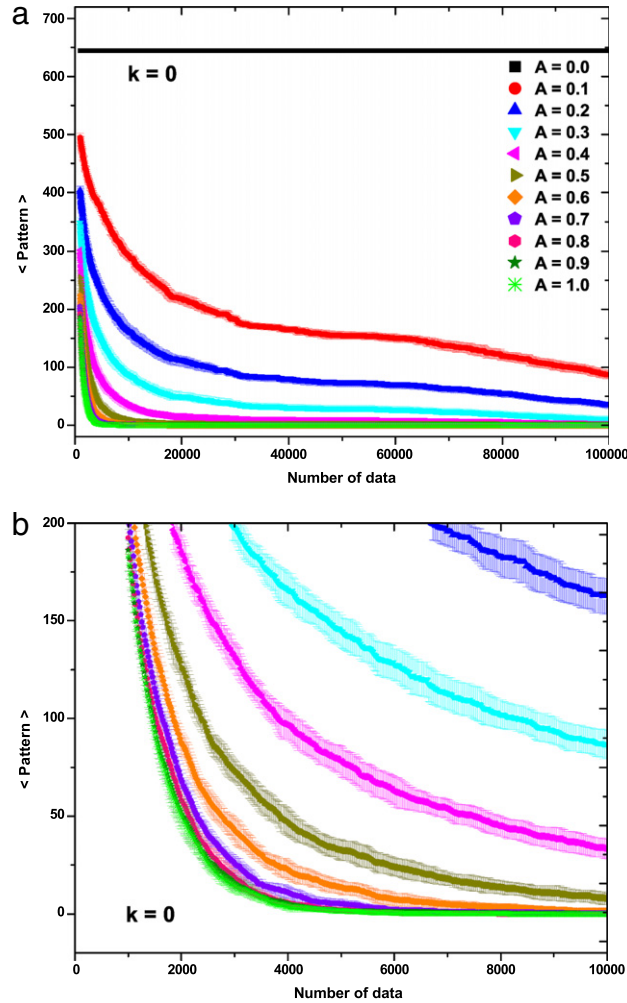 a
700
600
500
400
300
200
100
0
< Pattern >
k = 0
A = 0.0
A = 0.1
A = 0.2
A = 0.3
A = 0.4
A = 0.5
A = 0.6
A = 0.7
A = 0.8
A = 0.9
A = 1.0
0 20000 40000 60000 80000 100000
Number of data
b
200
150
100
50
0
< Pattern >
k = 0
0 2000 4000 6000 8000 10000
Number of data